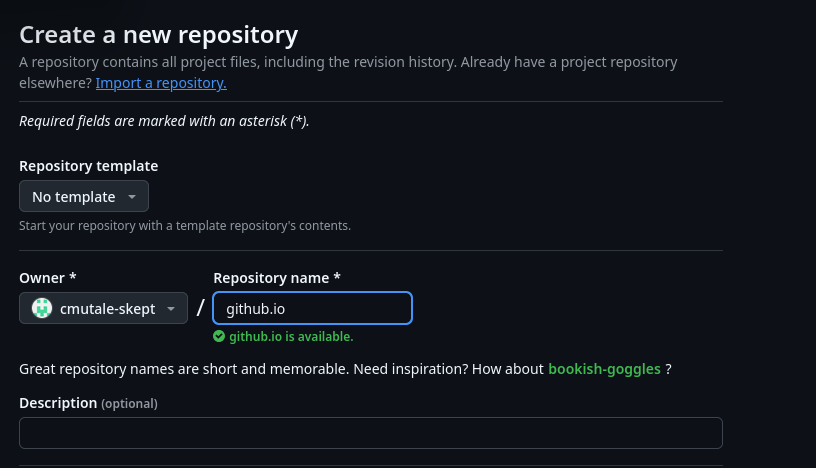 Create a new repository
A repository contains all project files, including the revision history. Already have a project repository
elsewhere? Import a repository.
Required fields are marked with an asterisk (*).
Repository template
No template
Start your repository with a template repository's contents.
Owner *
Repository name *
cmutale-skept
/
github.io
github.io is available.
Great repository names are short and memorable. Need inspiration? How about bookish-goggles ?
Description (optional)